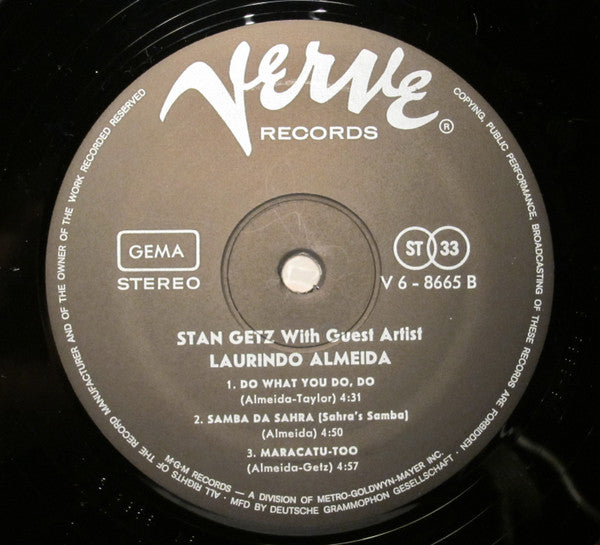 Verve
RECORDS
®
GEMA
STEREO
ST 33
V 6 - 8665 B
STAN GETZ With Guest Artist
LAURINDO ALMEIDA
1. DO WHAT YOU DO, DO
(Almeida-Taylor) 4:31
2. SAMBA DA SAHRA (Sahra's Samba)
(Almeida) 4:50
3. MARACATU-TOO
(Almeida-Getz) 4:57
M•G•M RECORDS — A DIVISION OF METRO-GOLDWYN-MAYER INC.
· ALL RIGHTS OF THE RECORD MANUFACTURER AND OF THE OWNER OF THE WORK RECORDED RESERVED
COPYING, PUBLIC PERFORMANCE, BROADCASTING OF THESE RECORDS ARE FORBIDDEN
· MFD BY DEUTSCHE GRAMMOPHON GESELLSCHAFT ·